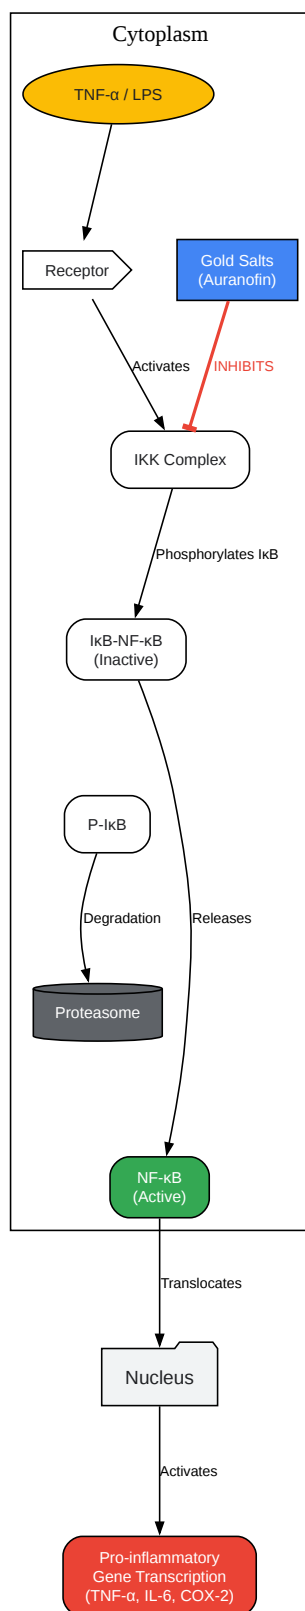 Cytoplasm
TNF-α / LPS
Receptor
Gold Salts
(Auranofin)
Activates
INHIBITS
IKK Complex
Phosphorylates IκB
IκB-NF-κB
(Inactive)
P-IκB
Degradation
Releases
Proteasome
NF-κB
(Active)
Translocates
Nucleus
Activates
Pro-inflammatory
Gene Transcription
(TNF-α, IL-6, COX-2)